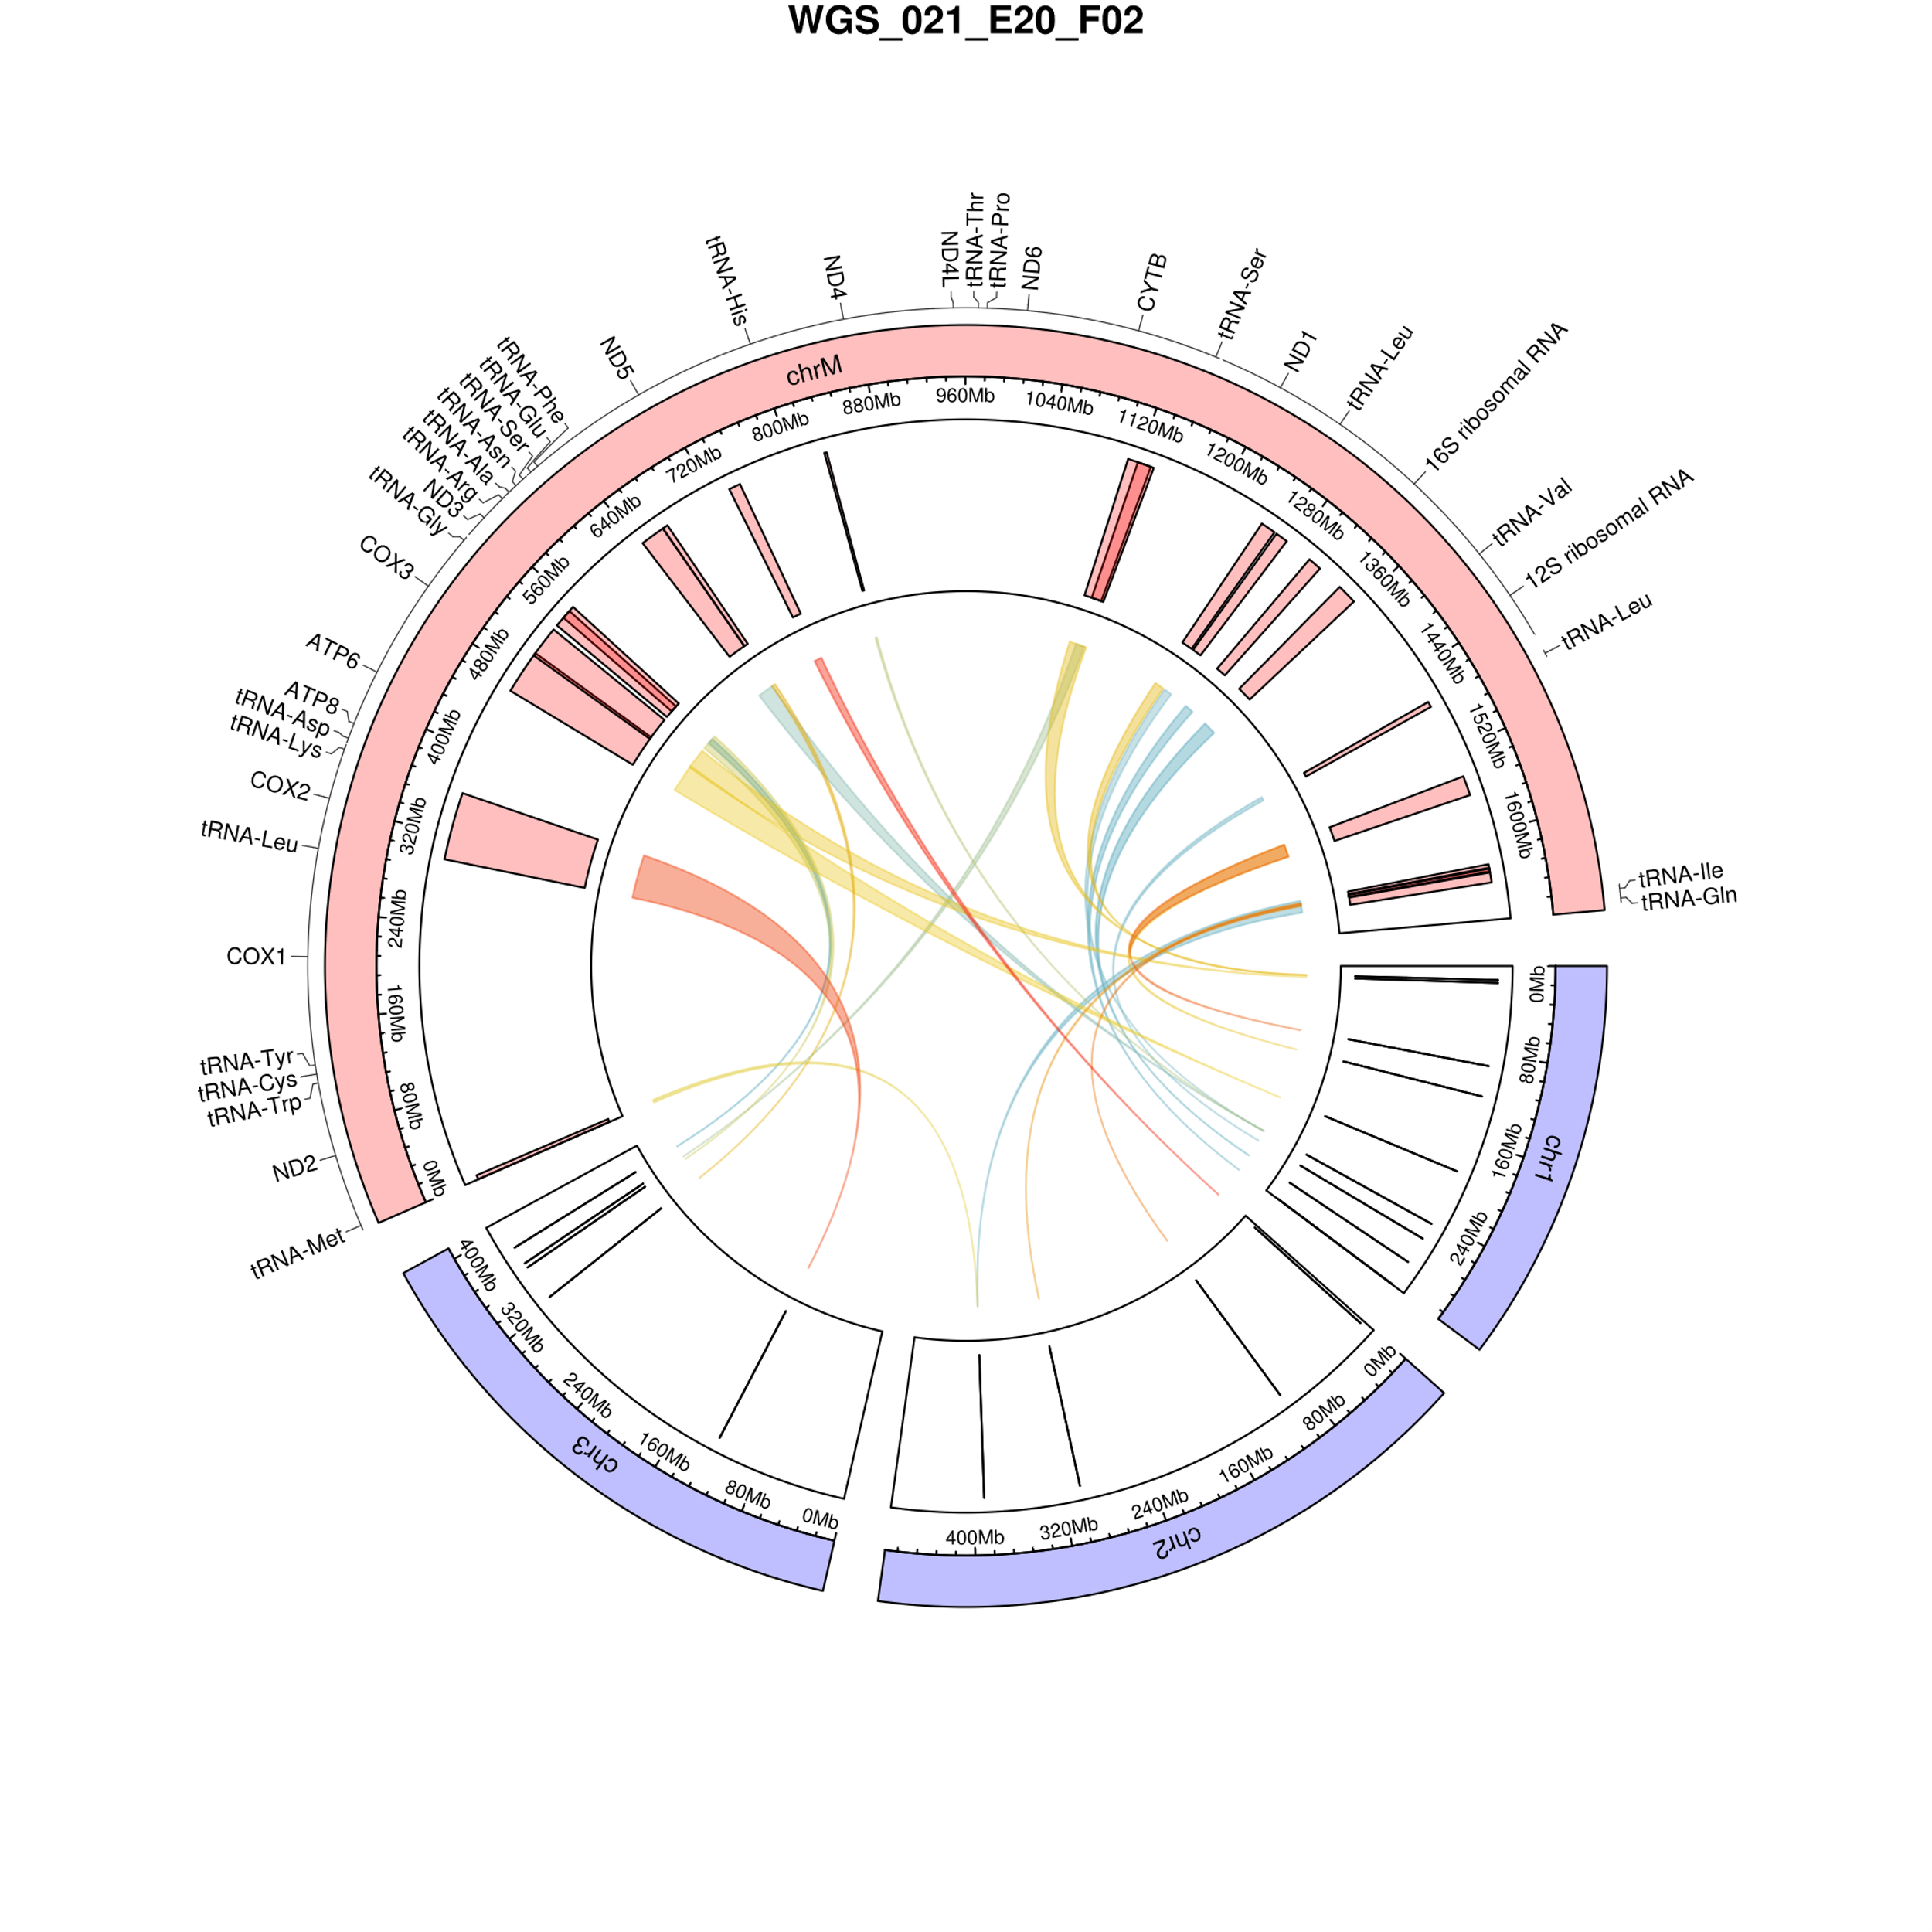 WGS_021_E20_F02
tRNA-Met
ND2
tRNA-Trp
tRNA-Cys
tRNA-Tyr
COX1
tRNA-Leu
COX2
tRNA-Lys
tRNA-Asp
ATP8
ATP6
COX3
tRNA-Gly
ND3
tRNA-Arg
tRNA-Ala
tRNA-Asn
tRNA-Ser
tRNA-Glu
tRNA-Phe
ND5
tRNA-His
ND4
ND4L
tRNA-Thr
tRNA-Pro
ND6
CYTB
tRNA-Ser
ND1
tRNA-Leu
16S ribosomal RNA
tRNA-Val
12S ribosomal RNA
tRNA-Leu
tRNA-Ile
tRNA-Gln
chrM
0Mb
80Mb
160Mb
240Mb
320Mb
400Mb
480Mb
560Mb
640Mb
720Mb
800Mb
880Mb
960Mb
1040Mb
1120Mb
1200Mb
1280Mb
1360Mb
1440Mb
1520Mb
1600Mb
chr1
0Mb
80Mb
160Mb
240Mb
chr2
0Mb
80Mb
160Mb
240Mb
320Mb
400Mb
chr3
0Mb
80Mb
160Mb
240Mb
320Mb
400Mb